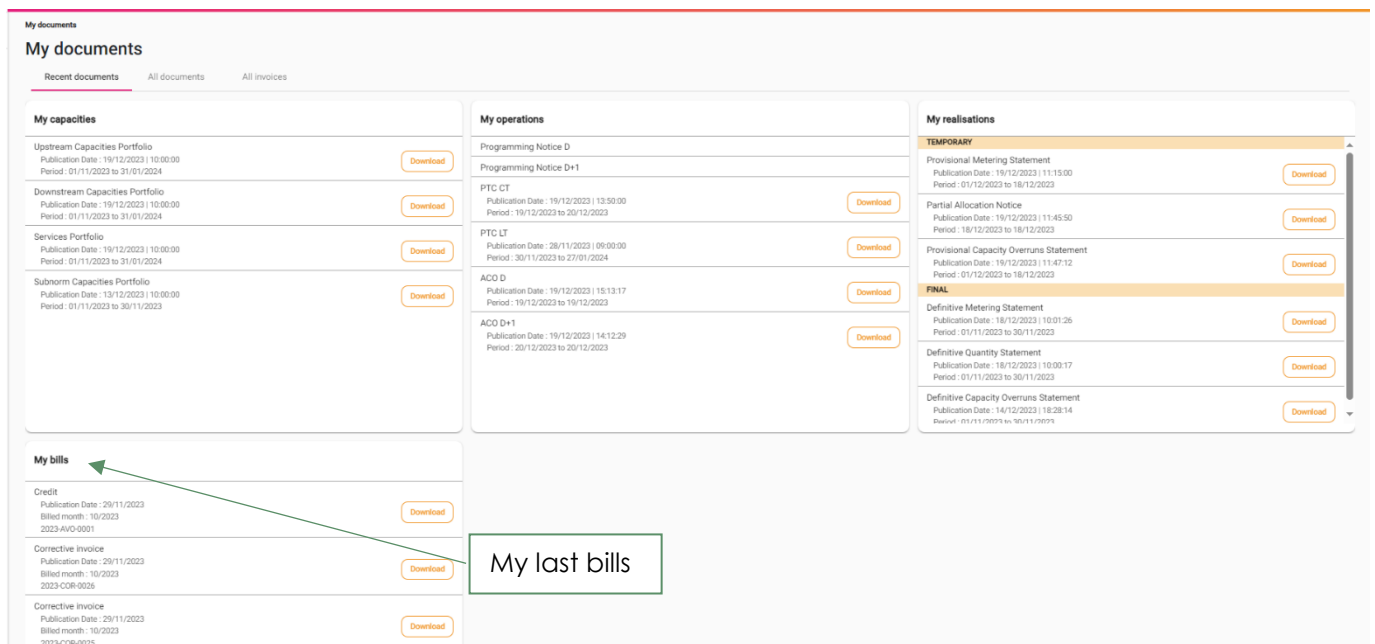 My documents
My documents
Recent documents
All documents
All invoices
My capacities
Upstream Capacities Portfolio
Publication Date : 19/12/2023 | 10:00:00
Period : 01/11/2023 to 31/01/2024
Download
Downstream Capacities Portfolio
Publication Date : 19/12/2023 | 10:00:00
Period : 01/11/2023 to 31/01/2024
Download
Services Portfolio
Publication Date : 19/12/2023 | 10:00:00
Period : 01/11/2023 to 31/01/2024
Download
Subnorm Capacities Portfolio
Publication Date : 13/12/2023 | 10:00:00
Period : 01/11/2023 to 30/11/2023
Download
My operations
Programming Notice D
Programming Notice D+1
PTC CT
Publication Date : 19/12/2023 | 13:50:00
Period : 19/12/2023 to 20/12/2023
Download
PTC LT
Publication Date : 28/11/2023 | 09:00:00
Period : 30/11/2023 to 27/01/2024
Download
ACO D
Publication Date : 19/12/2023 | 15:13:17
Period : 19/12/2023 to 19/12/2023
Download
ACO D+1
Publication Date : 19/12/2023 | 14:12:29
Period : 20/12/2023 to 20/12/2023
Download
My realisations
TEMPORARY
Provisional Metering Statement
Publication Date : 19/12/2023 | 11:15:00
Period : 01/12/2023 to 18/12/2023
Download
Partial Allocation Notice
Publication Date : 19/12/2023 | 11:45:50
Period : 18/12/2023 to 18/12/2023
Download
Provisional Capacity Overruns Statement
Publication Date : 19/12/2023 | 11:47:12
Period : 01/12/2023 to 18/12/2023
Download
FINAL
Definitive Metering Statement
Publication Date : 18/12/2023 | 10:01:26
Period : 01/11/2023 to 30/11/2023
Download
Definitive Quantity Statement
Publication Date : 18/12/2023 | 10:00:17
Period : 01/11/2023 to 30/11/2023
Download
Definitive Capacity Overruns Statement
Publication Date : 14/12/2023 | 18:28:14
Period : 01/11/2023 to 30/11/2023
Download
My bills
Credit
Publication Date : 29/11/2023
Billed month : 10/2023
2023-AVO-0001
Download
Corrective invoice
Publication Date : 29/11/2023
Billed month : 10/2023
2023-COR-0026
Download
Corrective invoice
Publication Date : 29/11/2023
Billed month : 10/2023
2023-COR-0025
Download
My last bills